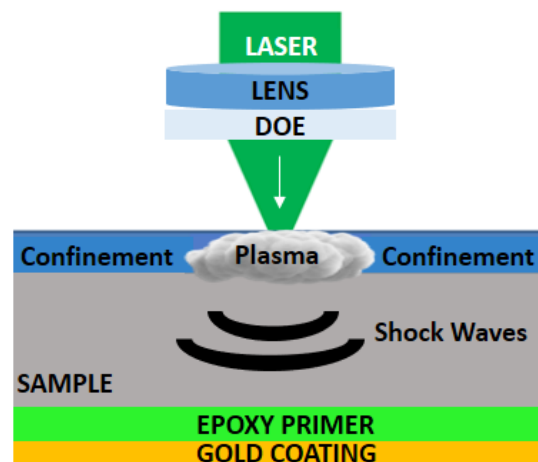 LASER
LENS
DOE
Confinement Plasma Confinement
Shock Waves
SAMPLE
EPOXY PRIMER
GOLD COATING